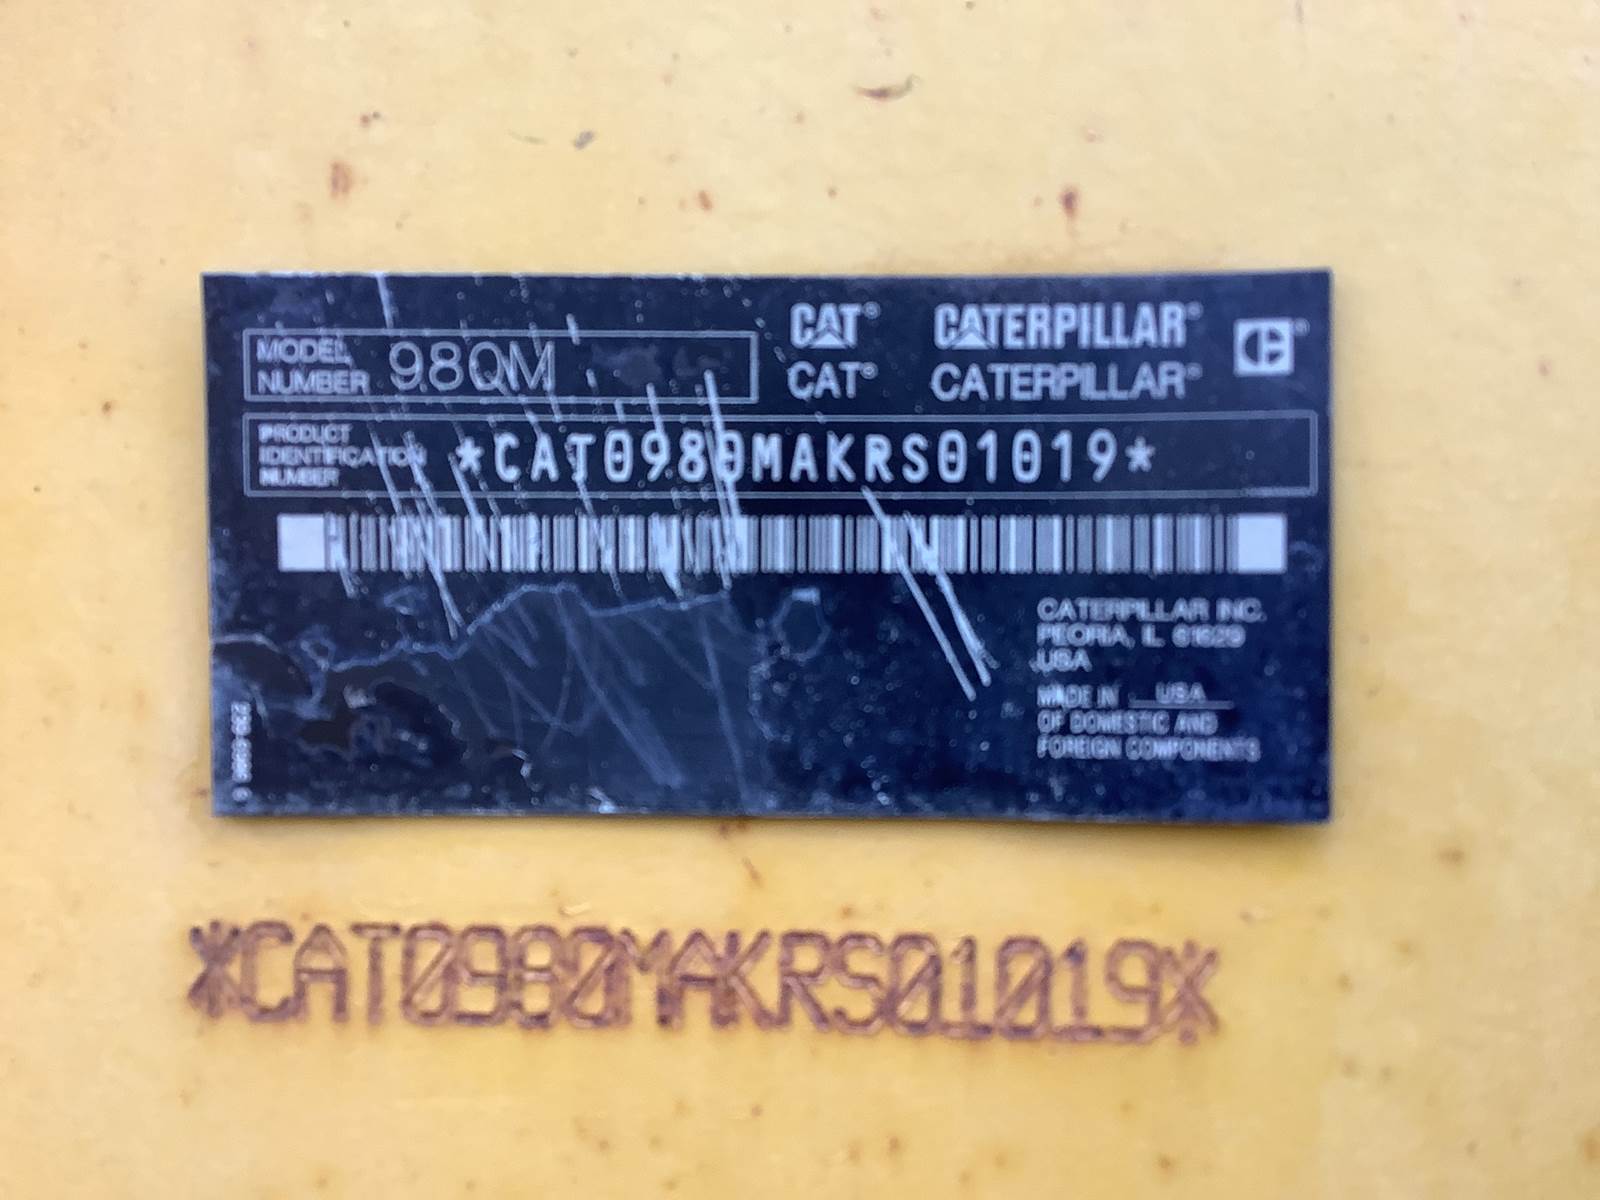 MODEL NUMBER 980M
CAT® CATERPILLAR®
CAT® CATERPILLAR®
PRODUCT IDENTIFICATION NUMBER *CAT0980MAKRS01019*
CATERPILLAR INC.
PEORIA, IL 61629
USA
MADE IN USA
OF DOMESTIC AND
FOREIGN COMPONENTS
*CAT0980MAKRS01019*